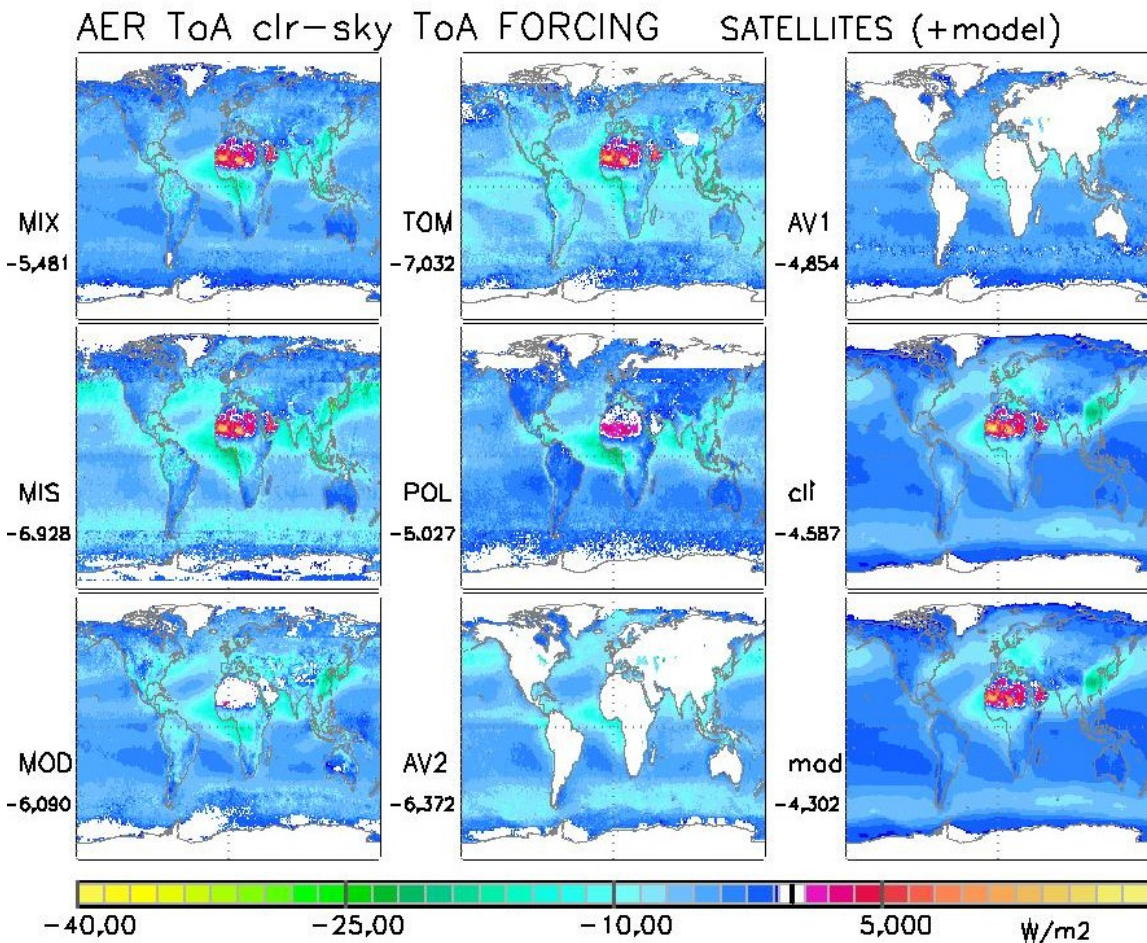 AER ToA clr-sky ToA FORCING SATELLITES (+model)
MIX
-5,481
TOM
-7,032
AV1
-4,854
MIS
-6,928
POL
-5,027
cli
-4,587
MOD
-6,090
AV2
-6,372
mod
-4,302
-40,00 -25,00 -10,00 5,000 W/m2